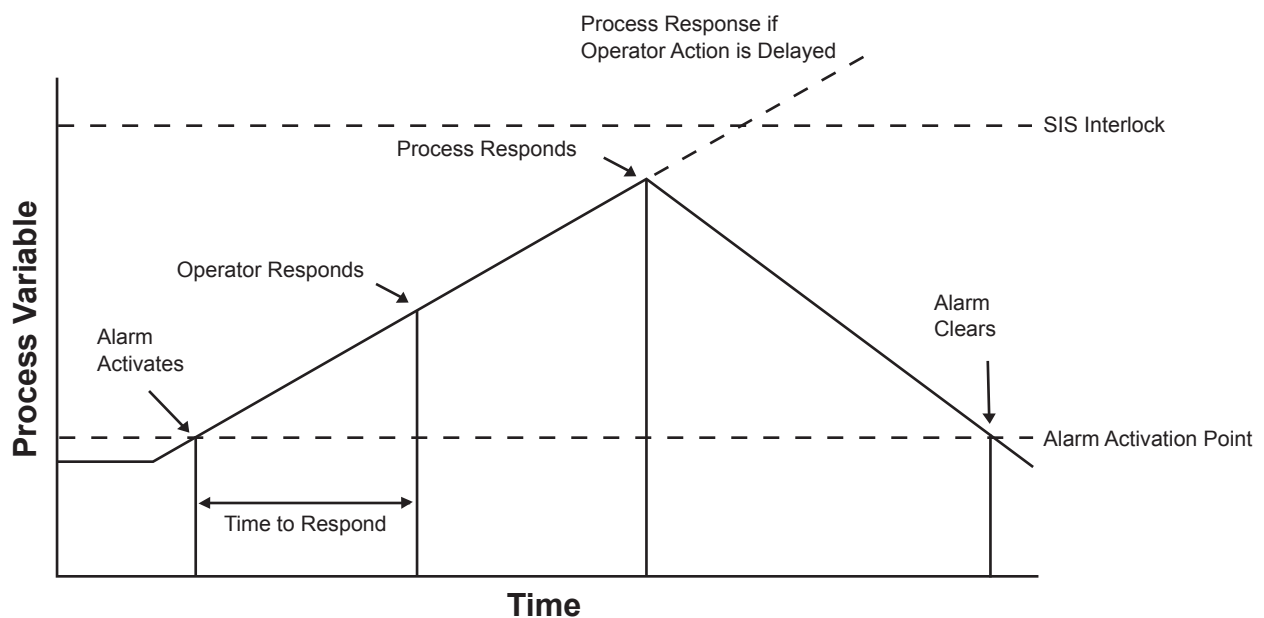 Process Response if
Operator Action is Delayed
SIS Interlock
Process Responds
Operator Responds
Alarm
Clears
Alarm
Activates
Process Variable
Alarm Activation Point
Time to Respond
Time